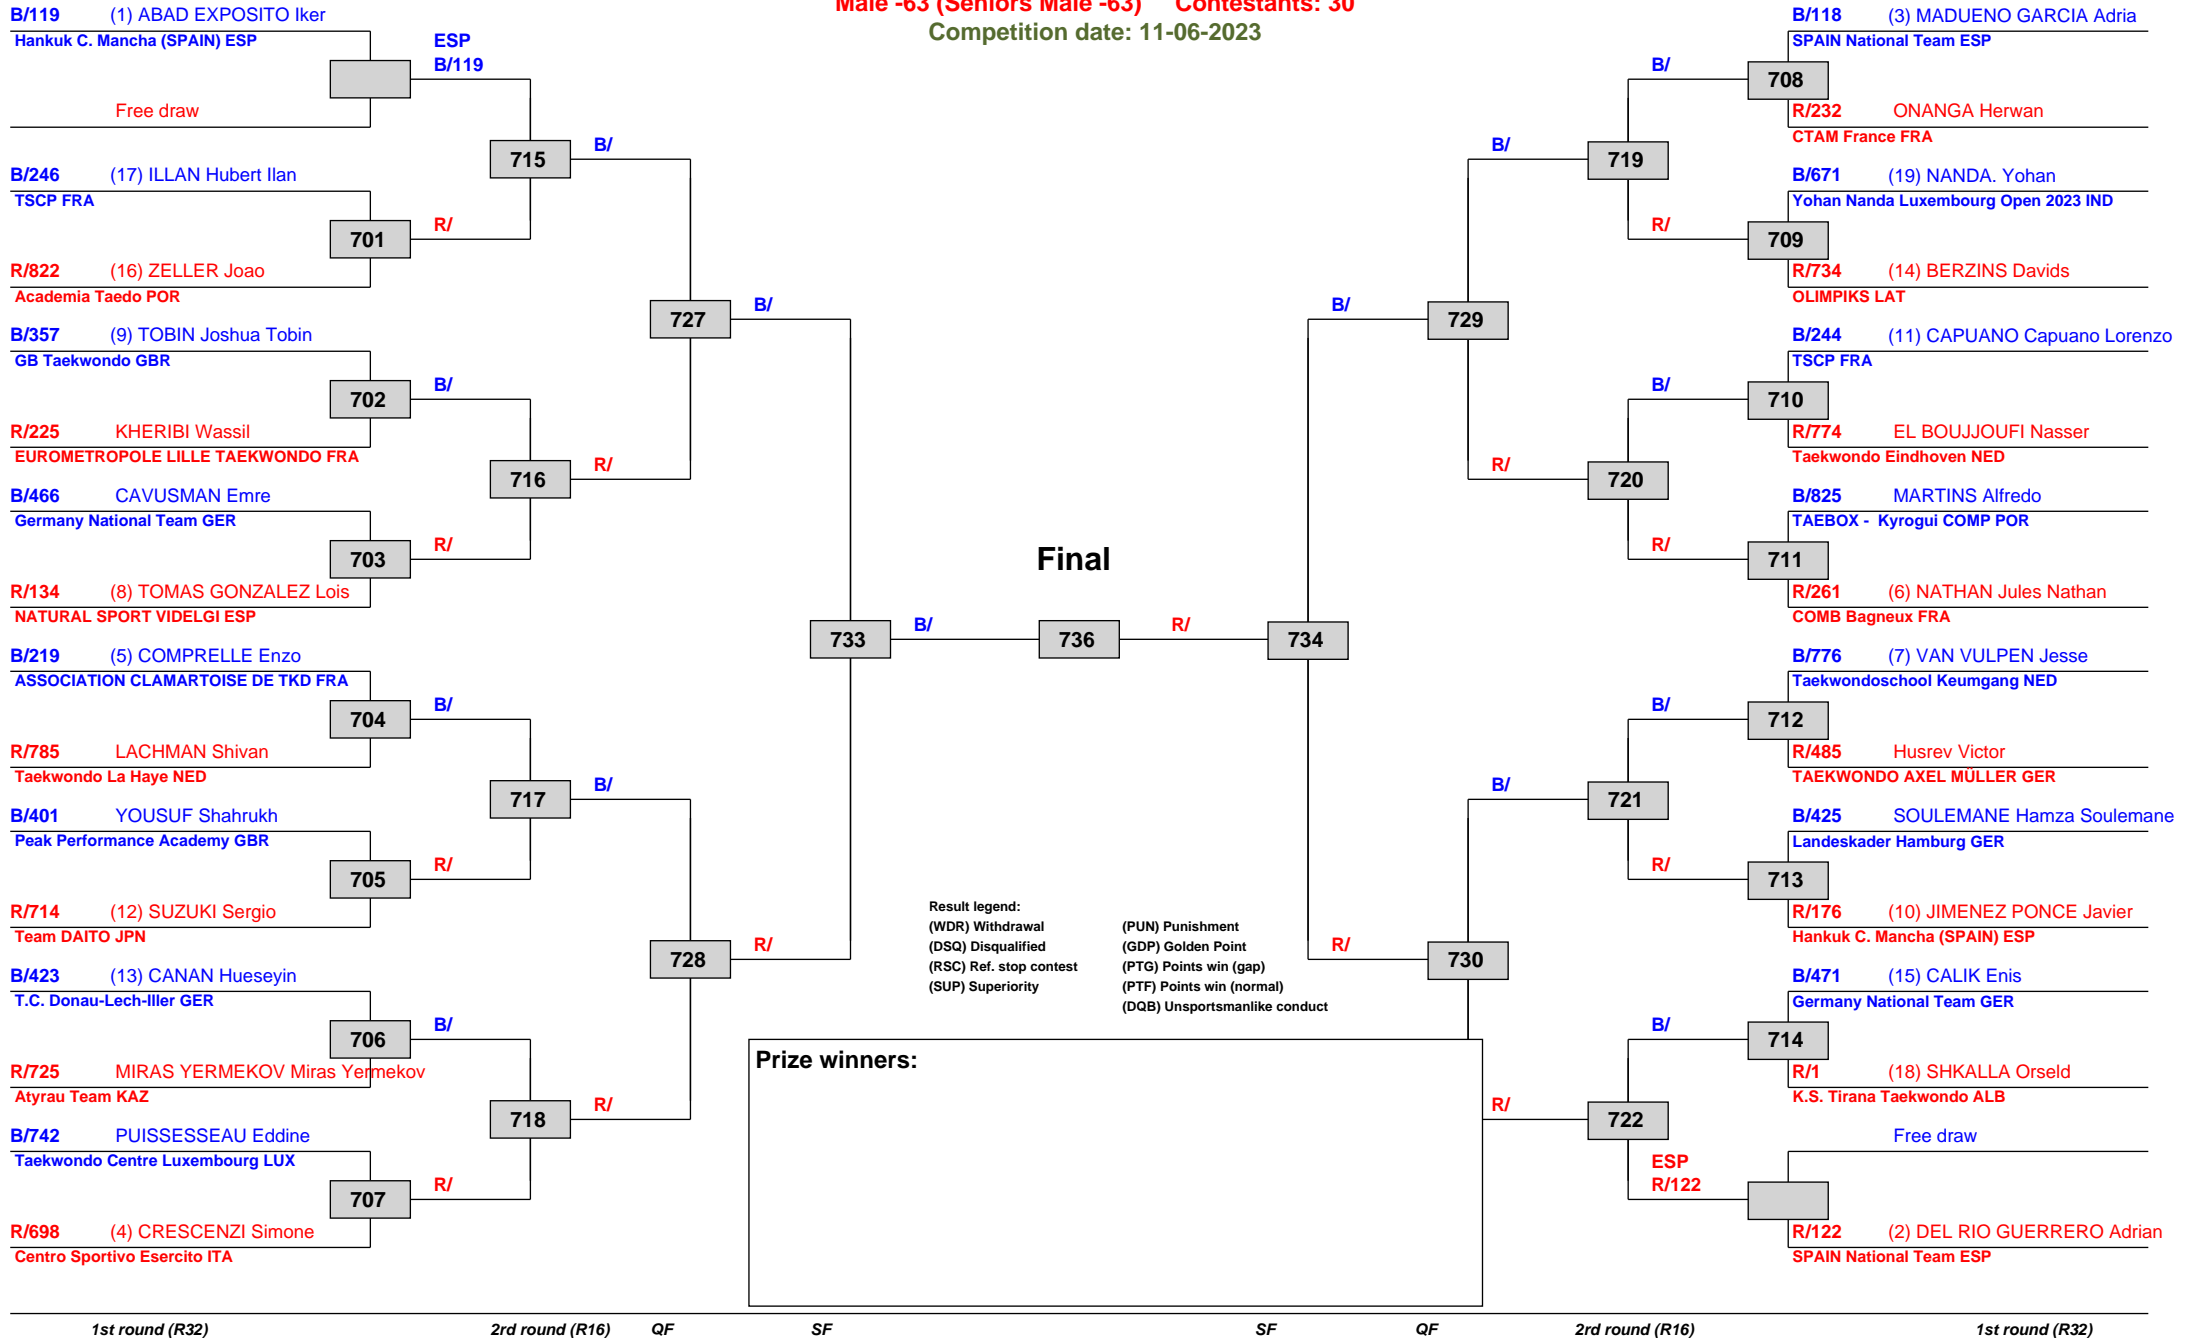 Male -63 (Seniors Male -63) Contestants: 30
Competition date: 11-06-2023
B/119 (1) ABAD EXPOSITO Iker
Hankuk C. Mancha (SPAIN) ESP
ESP
B/119
Free draw
715
B/
B/246 (17) ILLAN Hubert Ilan
TSCP FRA
701
R/
R/822 (16) ZELLER Joao
Academia Taedo POR
727
B/
B/357 (9) TOBIN Joshua Tobin
GB Taekwondo GBR
702
B/
R/225 KHERIBI Wassil
EUROMETROPOLE LILLE TAEKWONDO FRA
716
R/
B/466 CAVUSMAN Emre
Germany National Team GER
703
R/
R/134 (8) TOMAS GONZALEZ Lois
NATURAL SPORT VIDELGI ESP
733
B/
B/219 (5) COMPRELLE Enzo
ASSOCIATION CLAMARTOISE DE TKD FRA
704
B/
R/785 LACHMAN Shivan
Taekwondo La Haye NED
717
B/
B/401 YOUSUF Shahrukh
Peak Performance Academy GBR
705
R/
R/714 (12) SUZUKI Sergio
Team DAITO JPN
728
R/
B/423 (13) CANAN Hueseyin
T.C. Donau-Lech-Iller GER
706
B/
R/725 MIRAS YERMEKOV Miras Yermekov
Atyrau Team KAZ
718
R/
B/742 PUISSESSEAU Eddine
Taekwondo Centre Luxembourg LUX
707
R/
R/698 (4) CRESCENZI Simone
Centro Sportivo Esercito ITA
Final
736
R/
734
B/118 (3) MADUENO GARCIA Adria
SPAIN National Team ESP
B/
708
R/232 ONANGA Herwan
CTAM France FRA
B/
719
B/671 (19) NANDA. Yohan
Yohan Nanda Luxembourg Open 2023 IND
R/
709
R/734 (14) BERZINS Davids
OLIMPIKS LAT
B/
729
B/244 (11) CAPUANO Capuano Lorenzo
TSCP FRA
B/
710
R/774 EL BOUJJOUFI Nasser
Taekwondo Eindhoven NED
R/
720
B/825 MARTINS Alfredo
TAEBOX - Kyrogui COMP POR
R/
711
R/261 (6) NATHAN Jules Nathan
COMB Bagneux FRA
B/776 (7) VAN VULPEN Jesse
Taekwondoschool Keumgang NED
B/
712
R/485 Husrev Victor
TAEKWONDO AXEL MÜLLER GER
B/
721
B/425 SOULEMANE Hamza Soulemane
Landeskader Hamburg GER
R/
713
R/176 (10) JIMENEZ PONCE Javier
Hankuk C. Mancha (SPAIN) ESP
R/
730
B/471 (15) CALIK Enis
Germany National Team GER
B/
714
R/1 (18) SHKALLA Orseld
K.S. Tirana Taekwondo ALB
R/
722
Free draw
ESP
R/122
R/122 (2) DEL RIO GUERRERO Adrian
SPAIN National Team ESP
Result legend:
(WDR) Withdrawal (PUN) Punishment
(DSQ) Disqualified (GDP) Golden Point
(RSC) Ref. stop contest (PTG) Points win (gap)
(SUP) Superiority (PTF) Points win (normal)
(DQB) Unsportsmanlike conduct
Prize winners:
1st round (R32) 2rd round (R16) QF SF SF QF 2rd round (R16) 1st round (R32)